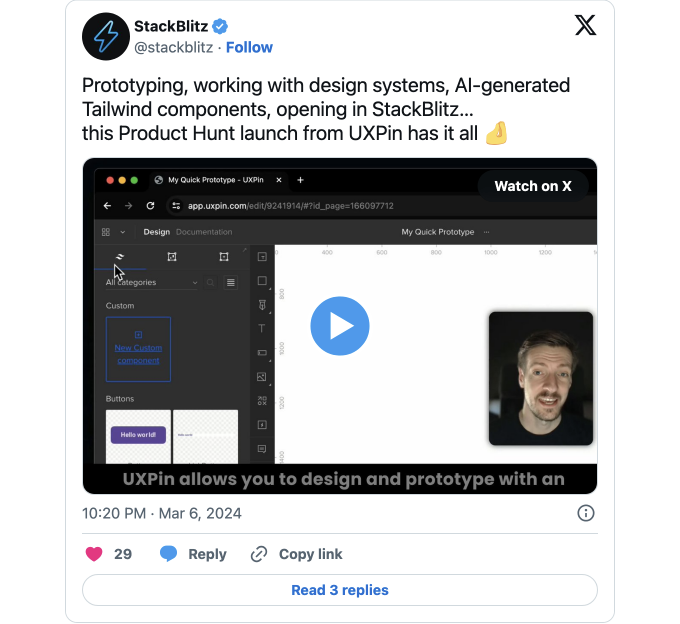 StackBlitz
@stackblitz · Follow
Prototyping, working with design systems, AI-generated
Tailwind components, opening in StackBlitz...
this Product Hunt launch from UXPin has it all
My Quick Prototype - UXPin
Watch on X
app.uxpin.com/edit/9241914/#?id_page=166097712
Design Documentation
My Quick Prototype
400 600 800 1000 1200
All categories
Custom
800
New Custom
component
1000
Buttons
1200
Hello world!
1400
UXPin allows you to design and prototype with an
10:20 PM · Mar 6, 2024
29 Reply Copy link
Read 3 replies